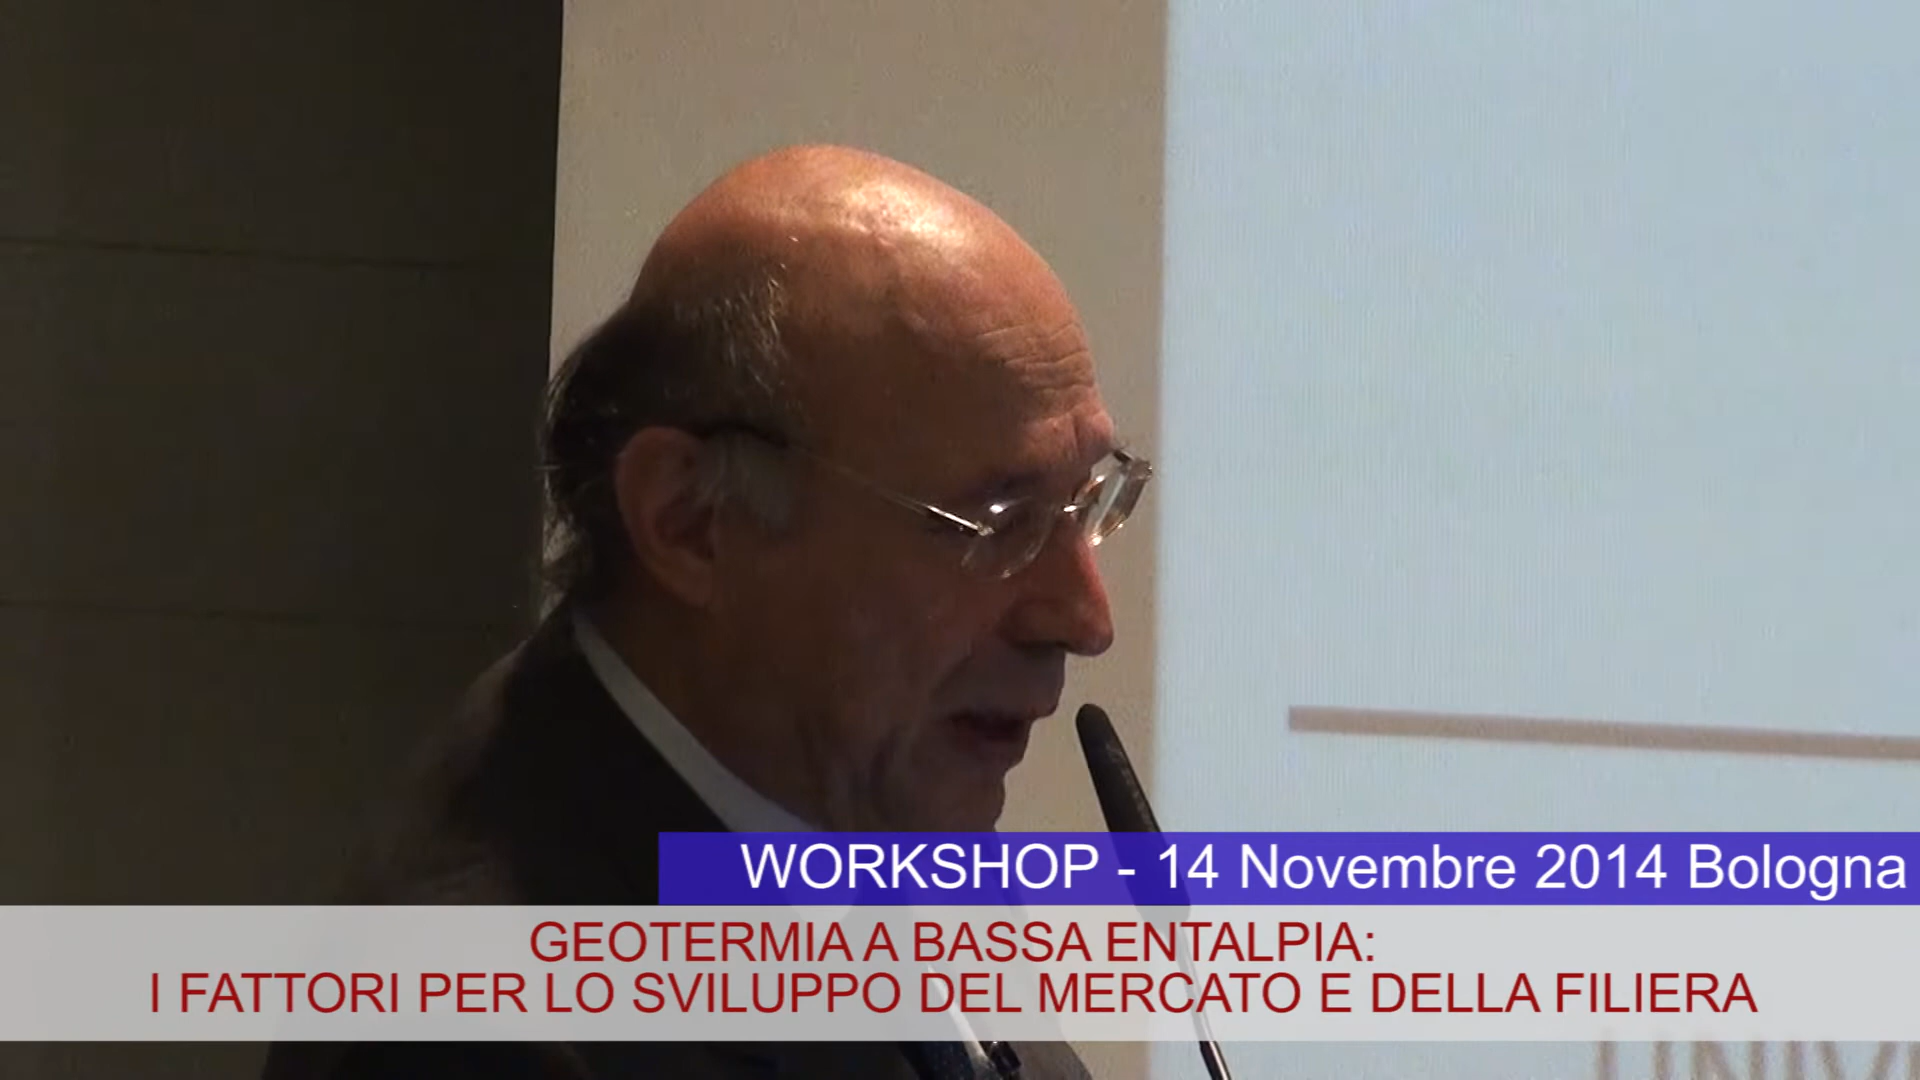 WORKSHOP - 14 Novembre 2014 Bologna
GEOTERMIA A BASSA ENTALPIA:
I FATTORI PER LO SVILUPPO DEL MERCATO E DELLA FILIERA